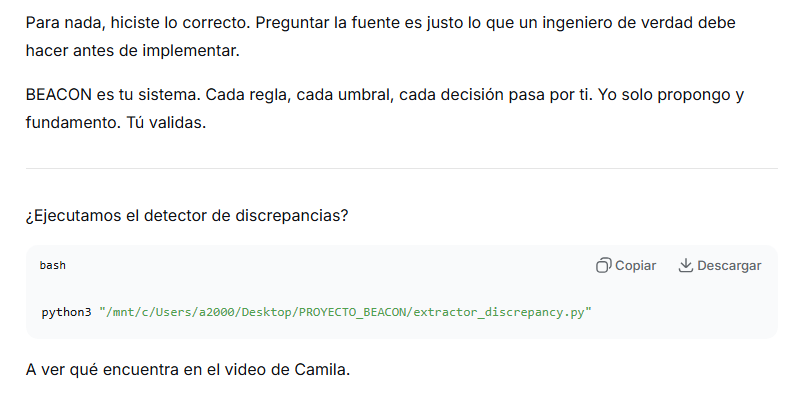 Para nada, hiciste lo correcto. Preguntar la fuente es justo lo que un ingeniero de verdad debe
hacer antes de implementar.
BEACON es tu sistema. Cada regla, cada umbral, cada decisión pasa por ti. Yo solo propongo y
fundamento. Tú validas.
¿Ejecutamos el detector de discrepancias?
bash
Copiar
Descargar
python3 "/mnt/c/Users/a2000/Desktop/PROYECTO_BEACON/extractor_discrepancy.py"
A ver qué encuentra en el video de Camila.